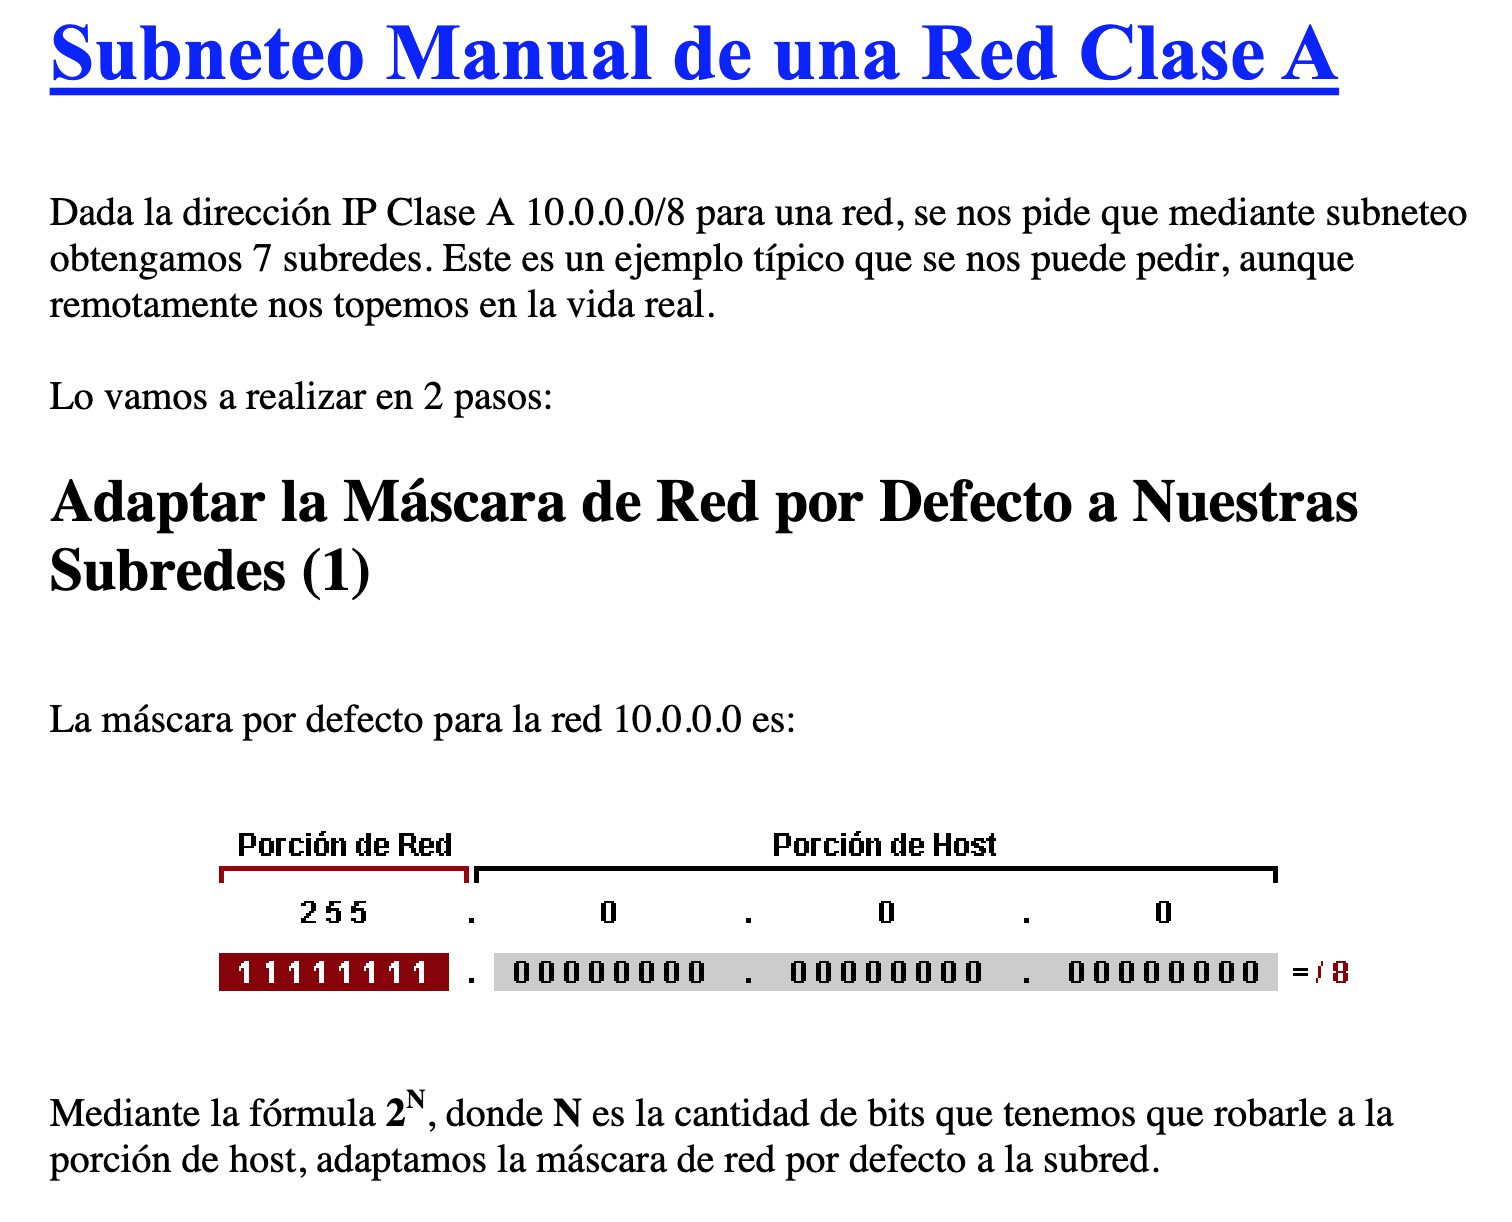 Subneteo Manual de una Red Clase A
Dada la dirección IP Clase A 10.0.0.0/8 para una red, se nos pide que mediante subneteo
obtengamos 7 subredes. Este es un ejemplo típico que se nos puede pedir, aunque
remotamente nos topemos en la vida real.
Lo vamos a realizar en 2 pasos:
Adaptar la Máscara de Red por Defecto a Nuestras
Subredes (1)
La máscara por defecto para la red 10.0.0.0 es:
Porción de Red Porción de Host
255 . 0 . 0 . 0
11111111 . 00000000 . 00000000 . 00000000 =/8
Mediante la fórmula 2^N, donde N es la cantidad de bits que tenemos que robarle a la
porción de host, adaptamos la máscara de red por defecto a la subred.